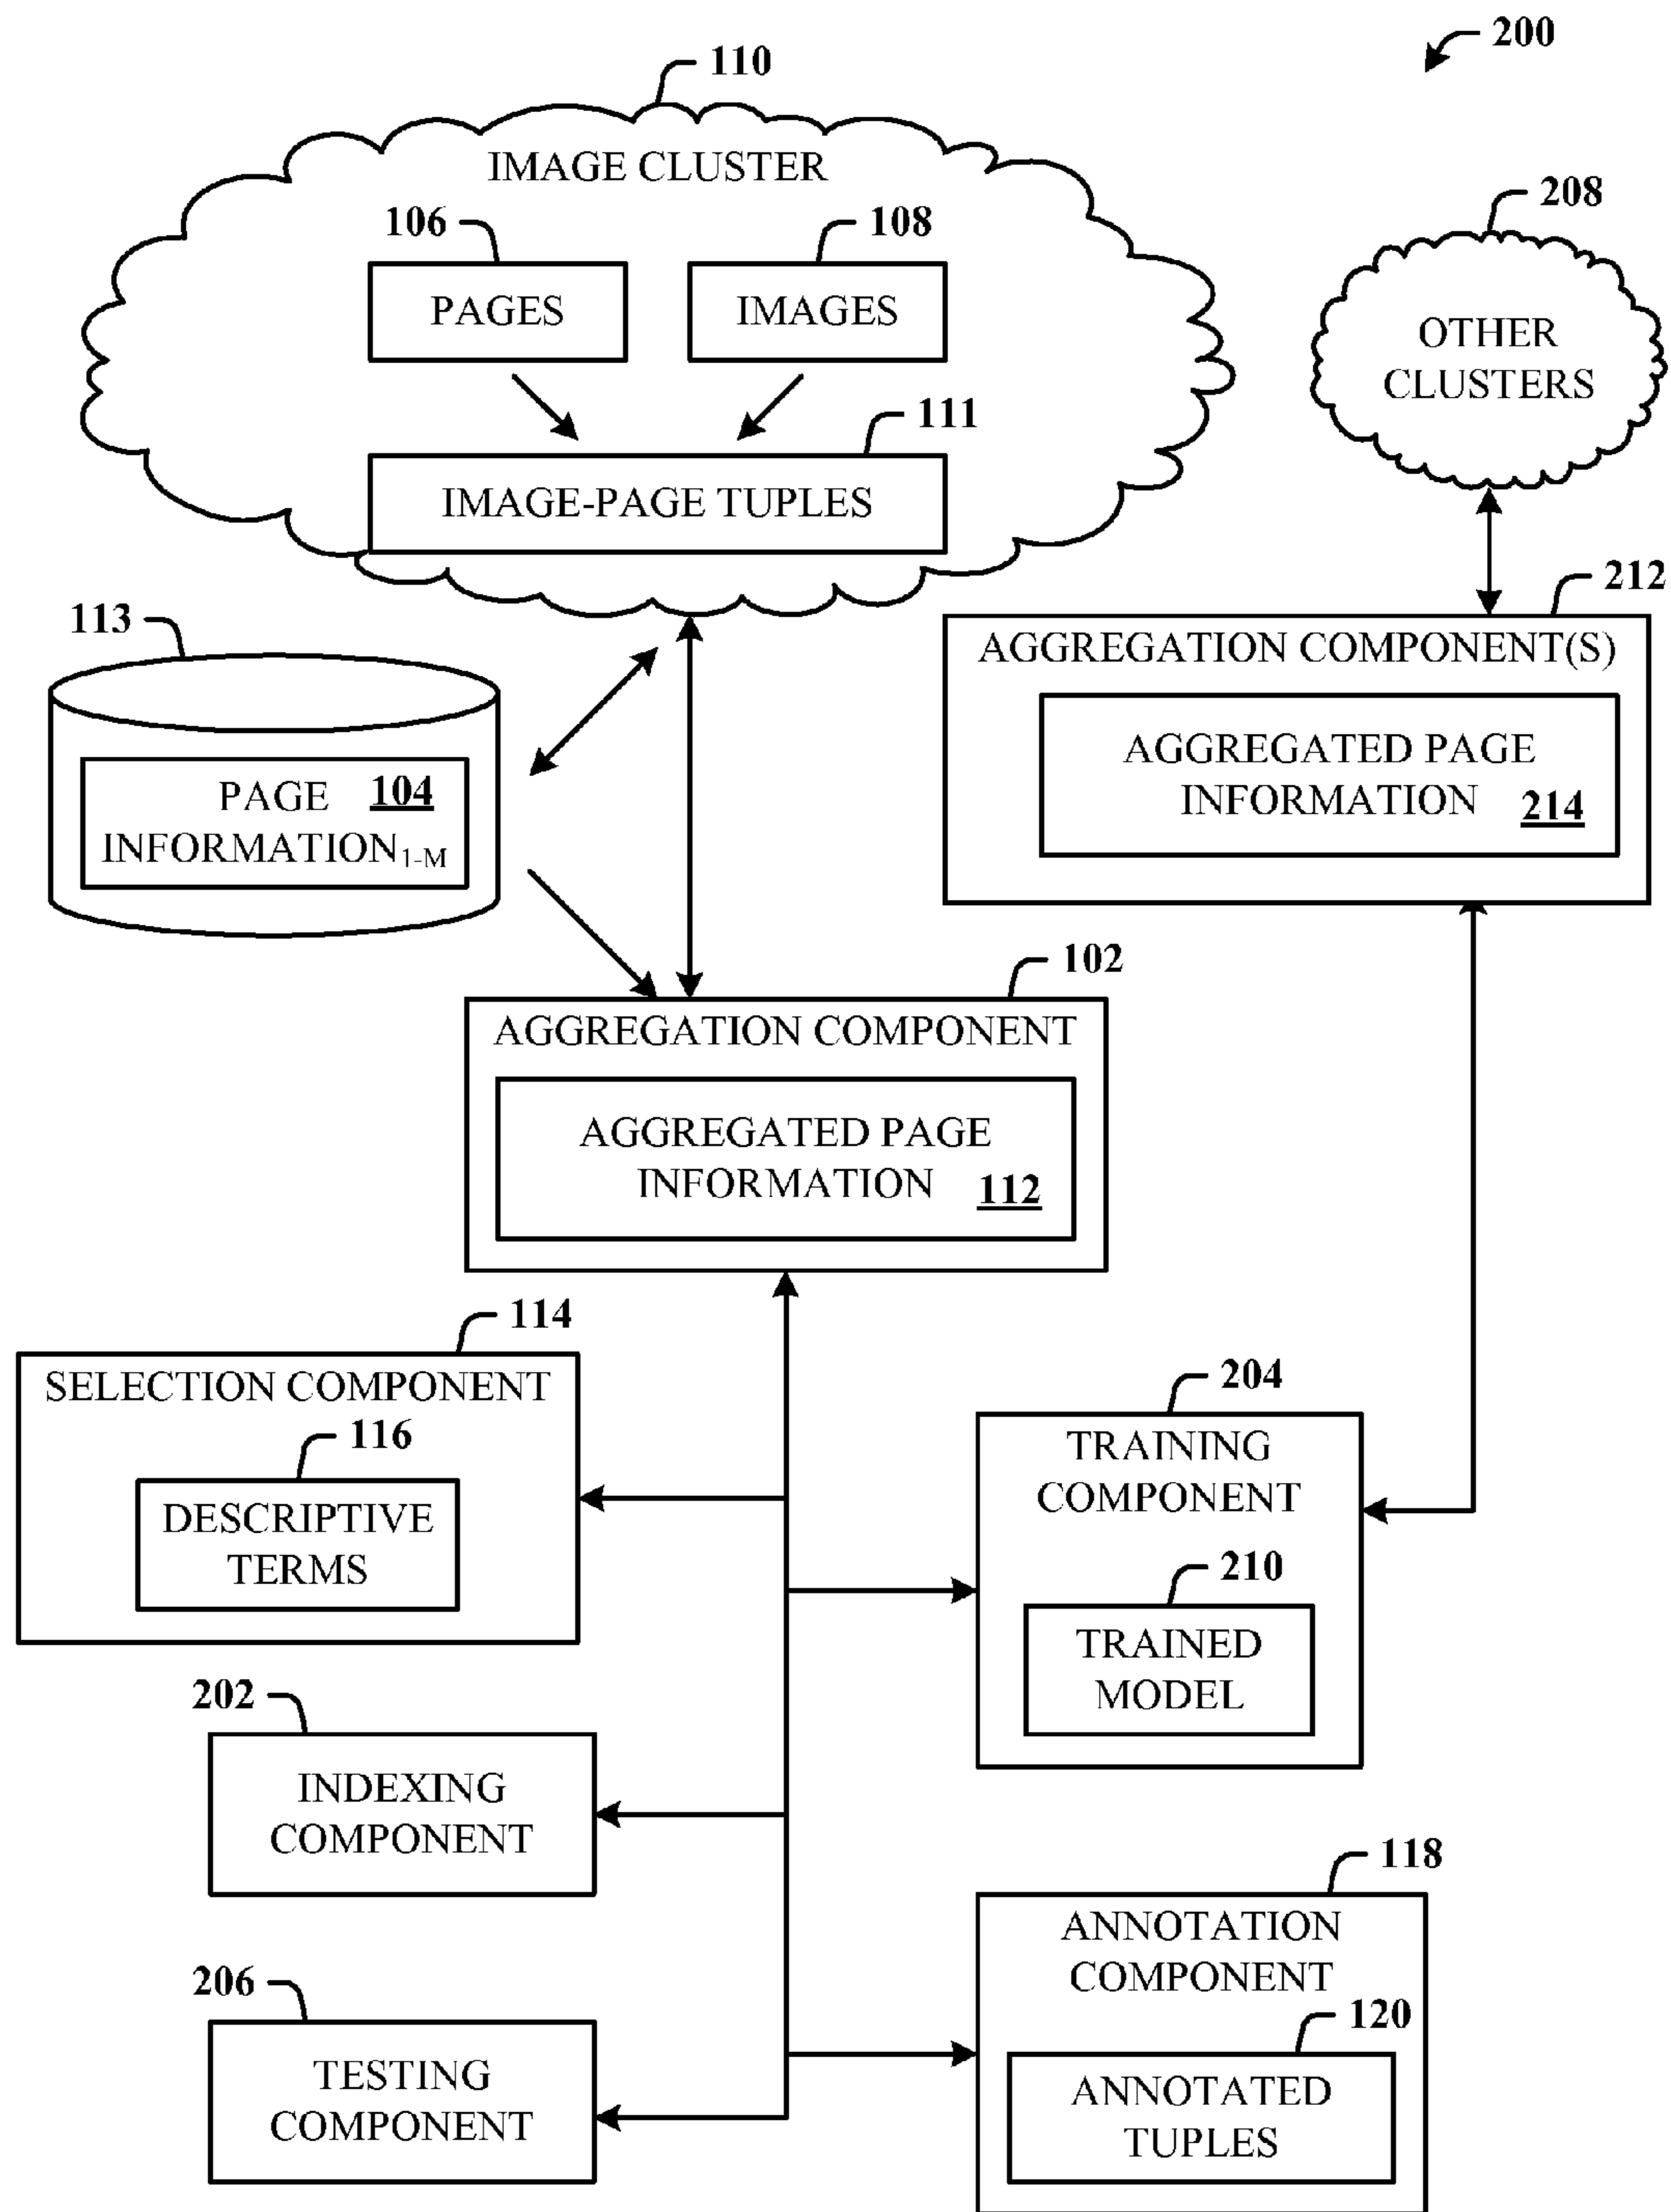 200
110
IMAGE CLUSTER
106
108
208
PAGES
IMAGES
OTHER
CLUSTERS
111
IMAGE-PAGE TUPLES
212
113
AGGREGATION COMPONENT(S)
AGGREGATED PAGE
INFORMATION 214
PAGE 104
INFORMATION1-M
102
AGGREGATION COMPONENT
AGGREGATED PAGE
INFORMATION 112
114
SELECTION COMPONENT
116
DESCRIPTIVE
TERMS
204
TRAINING
COMPONENT
210
TRAINED
MODEL
202
INDEXING
COMPONENT
118
ANNOTATION
COMPONENT
120
ANNOTATED
TUPLES
206
TESTING
COMPONENT